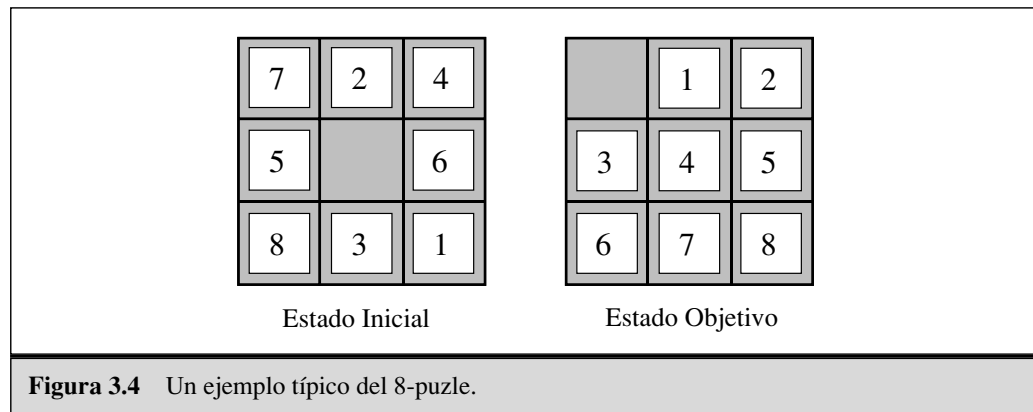 7 2 4 1 2
5 6 3 4 5
8 3 1 6 7 8
Estado Inicial Estado Objetivo
Figura 3.4 Un ejemplo típico del 8-puzle.